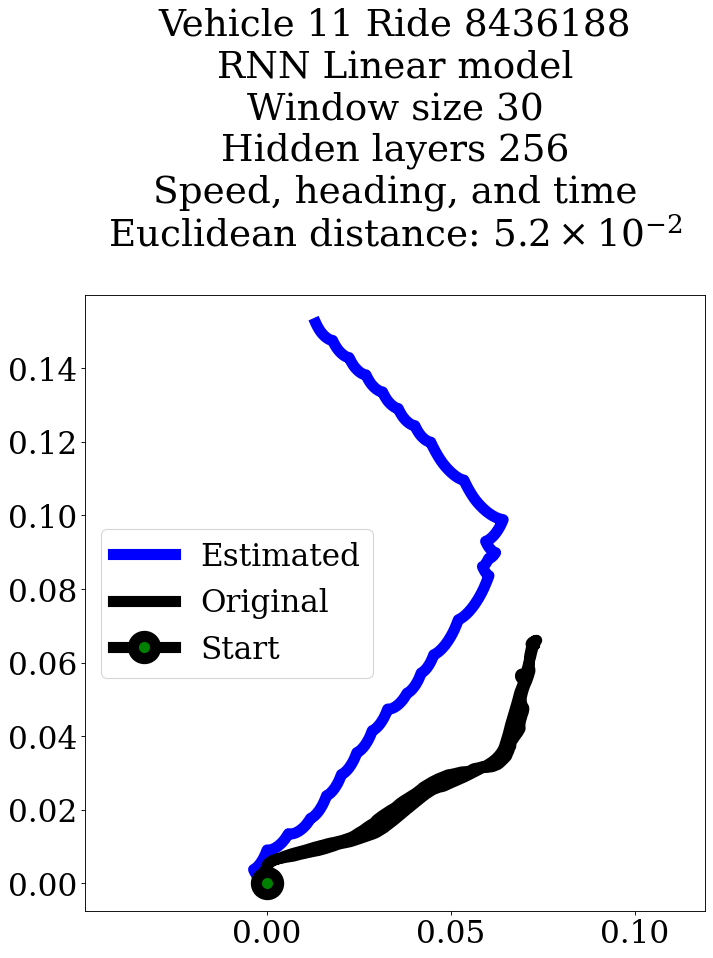 Vehicle 11 Ride 8436188
RNN Linear model
Window size 30
Hidden layers 256
Speed, heading, and time
Euclidean distance: 5.2 × 10⁻²
0.14
0.12
0.10
0.08
0.06
0.04
0.02
0.00
Estimated
Original
Start
0.00 0.05 0.10